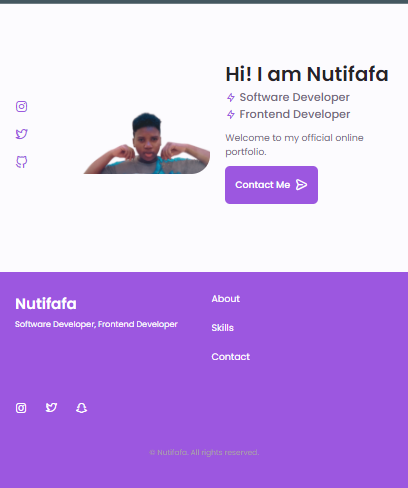 Hi! I am Nutifafa
Software Developer
Frontend Developer
Welcome to my official online
portfolio.
Contact Me
Nutifafa
Software Developer, Frontend Developer
About
Skills
Contact
© Nutifafa. All rights reserved.